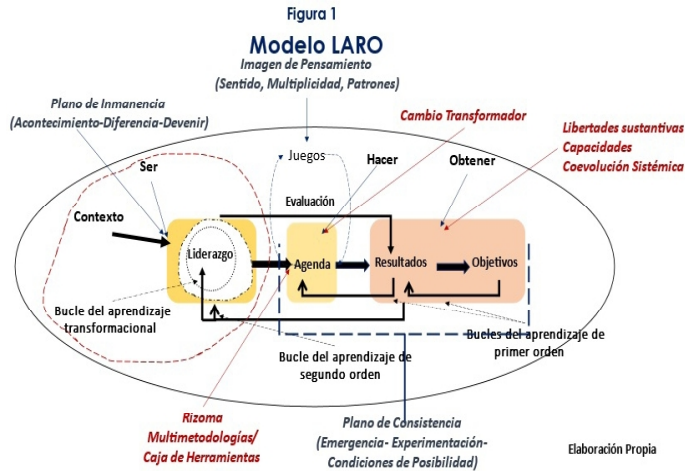 Figura 1
Modelo LARO
Imagen de Pensamiento
(Sentido, Multiplicidad, Patrones)
Plano de Inmanencia
(Acontecimiento-Diferencia-Devenir)
Cambio Transformador
Libertades sustantivas
Capacidades
Coevolución Sistémica
Juegos
Ser
Hacer
Obtener
Evaluación
Contexto
Liderazgo
Agenda
Resultados
Objetivos
Bucle del aprendizaje
transformacional
Bucle del aprendizaje de
segundo orden
Bucles del aprendizaje de
primer orden
Rizoma
Multimetodologías/
Caja de Herramientas
Plano de Consistencia
(Emergencia- Experimentación-
Condiciones de Posibilidad)
Elaboración Propia